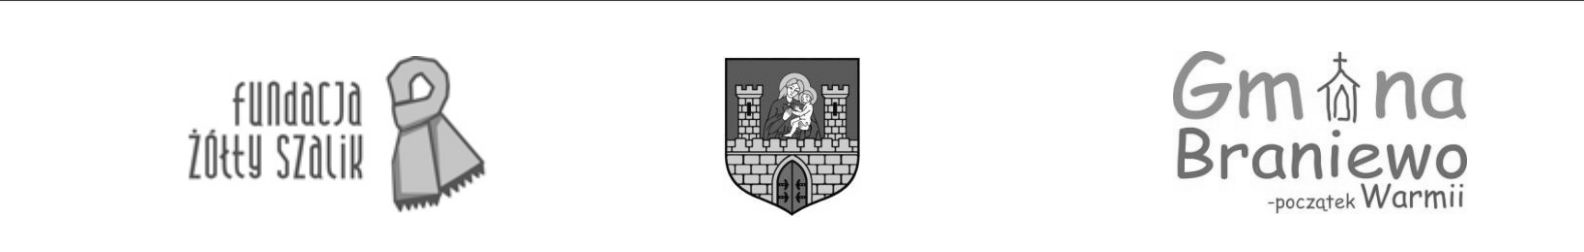 fundacja
żółty szalik
Gmina
Braniewo
-początek Warmii